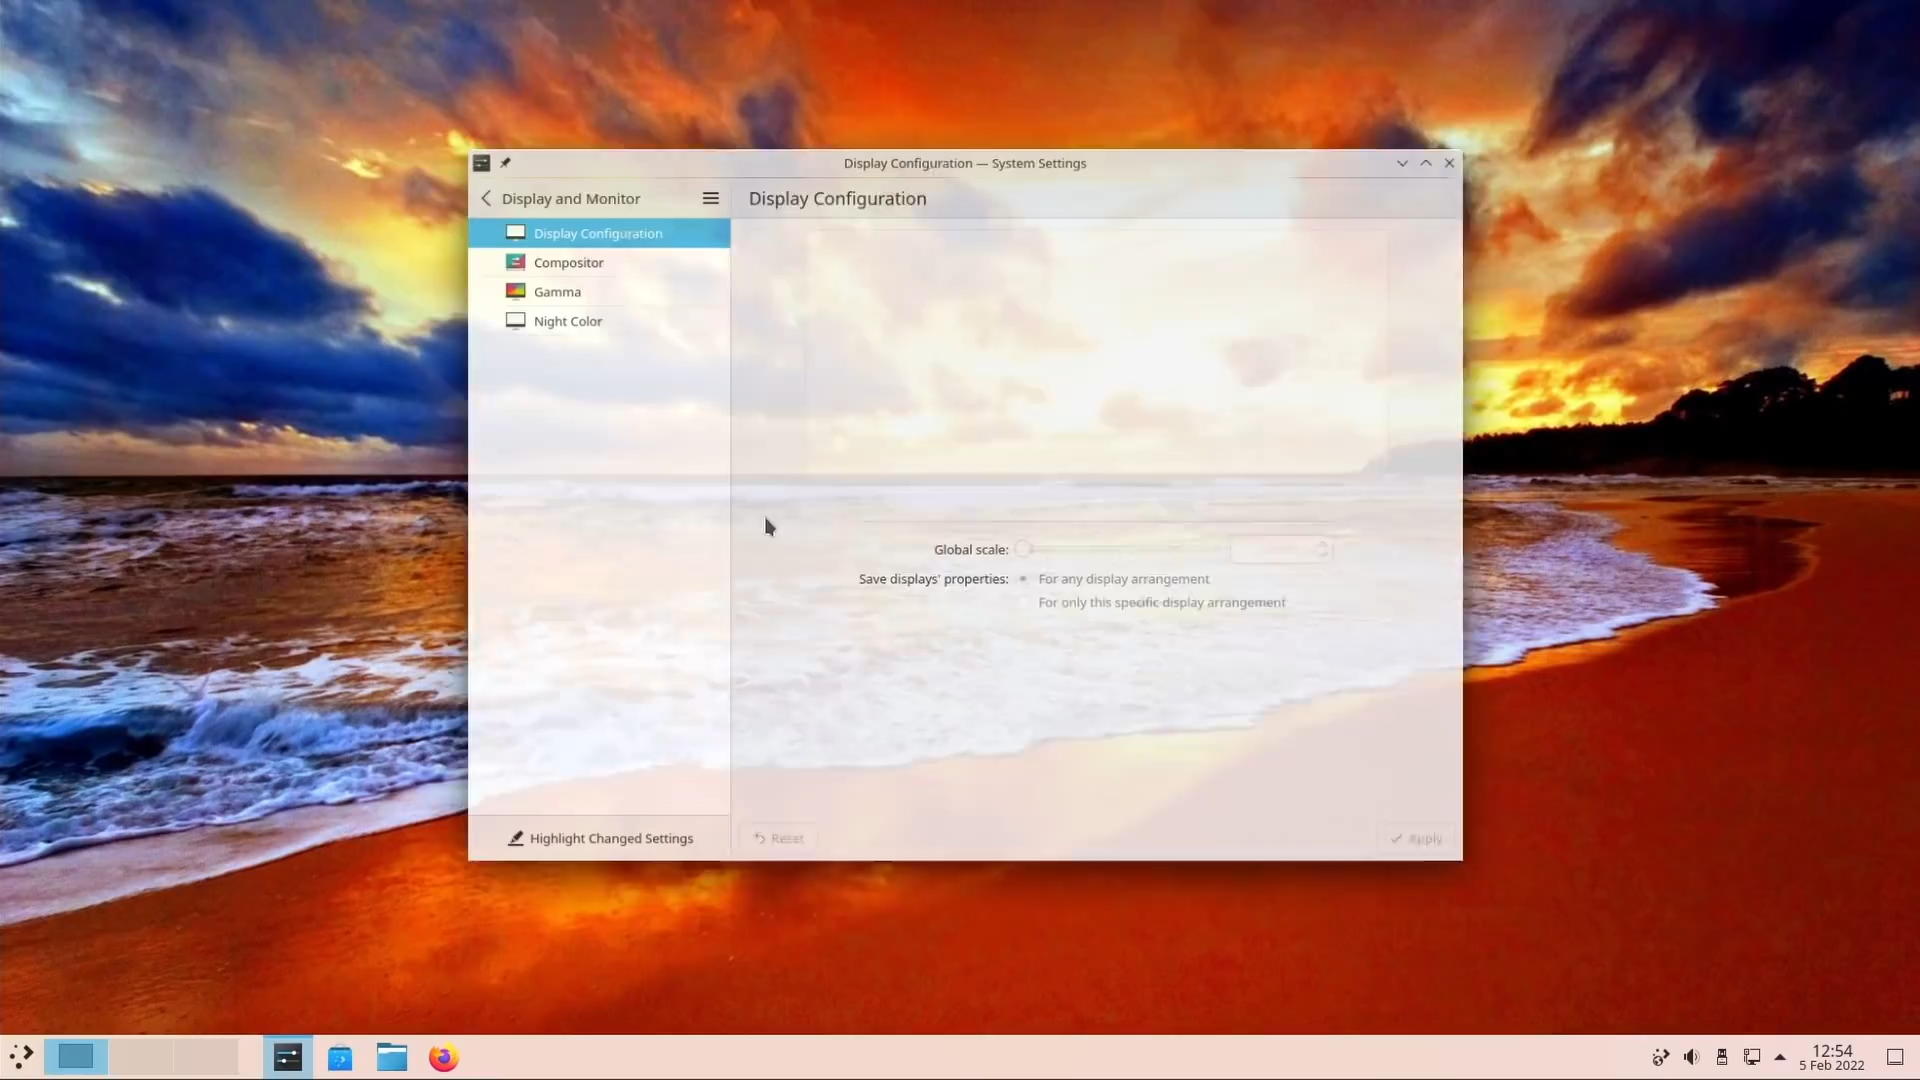 Display Configuration — System Settings
Display and Monitor
Display Configuration
Display Configuration
Compositor
Gamma
Night Color
Global scale:
Save displays' properties:
For any display arrangement
For only this specific display arrangement
Highlight Changed Settings
Reset
Apply
12:54
5 Feb 2022